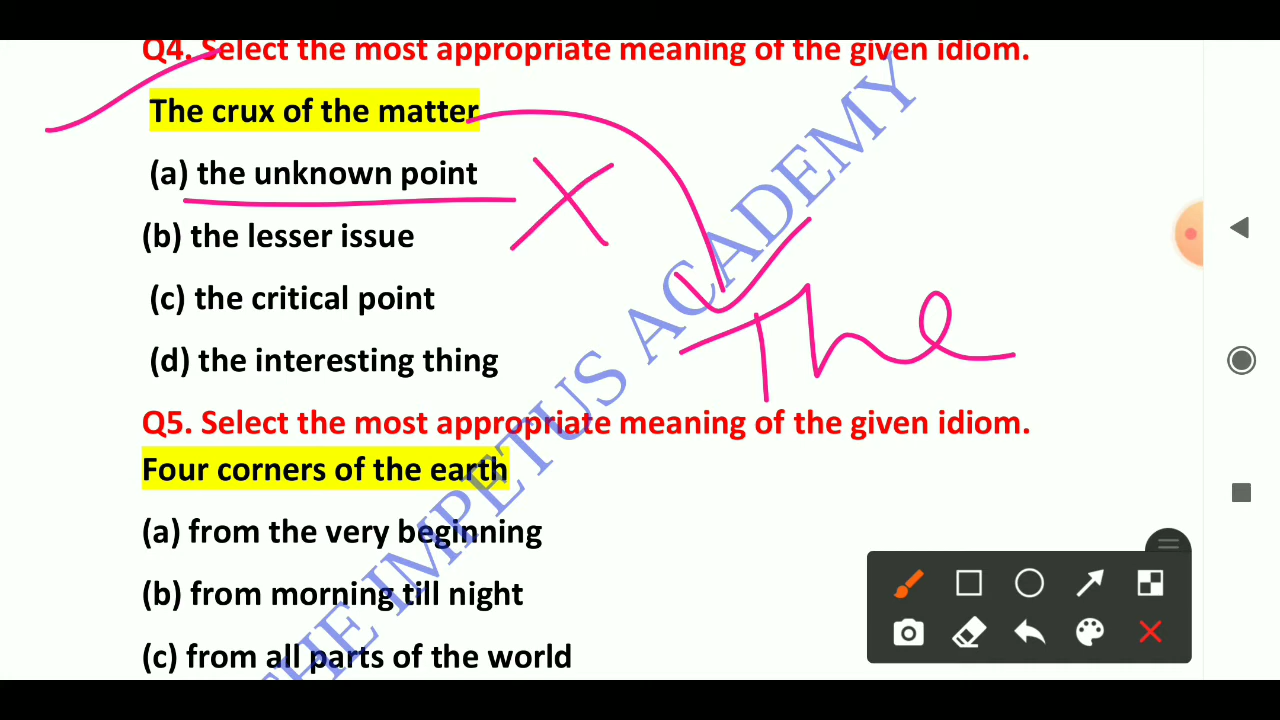 Q4. Select the most appropriate meaning of the given idiom.
The crux of the matter
(a) the unknown point
(b) the lesser issue
(c) the critical point
(d) the interesting thing
The
Q5. Select the most appropriate meaning of the given idiom.
Four corners of the earth
(a) from the very beginning
(b) from morning till night
(c) from all parts of the world
THE IMPETUS ACADEMY